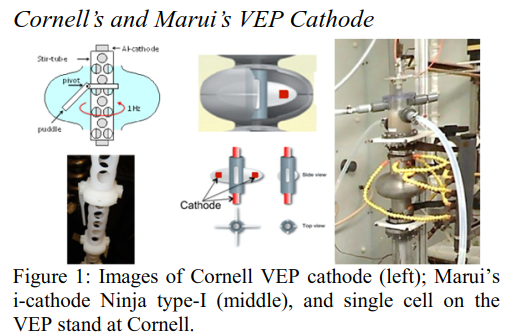 Cornell's and Marui's VEP Cathode
Al-cathode
Stir-tube
pivot
1Hz
puddle
Side view
Cathode
Top view
Figure 1: Images of Cornell VEP cathode (left); Marui's
i-cathode Ninja type-I (middle), and single cell on the
VEP stand at Cornell.